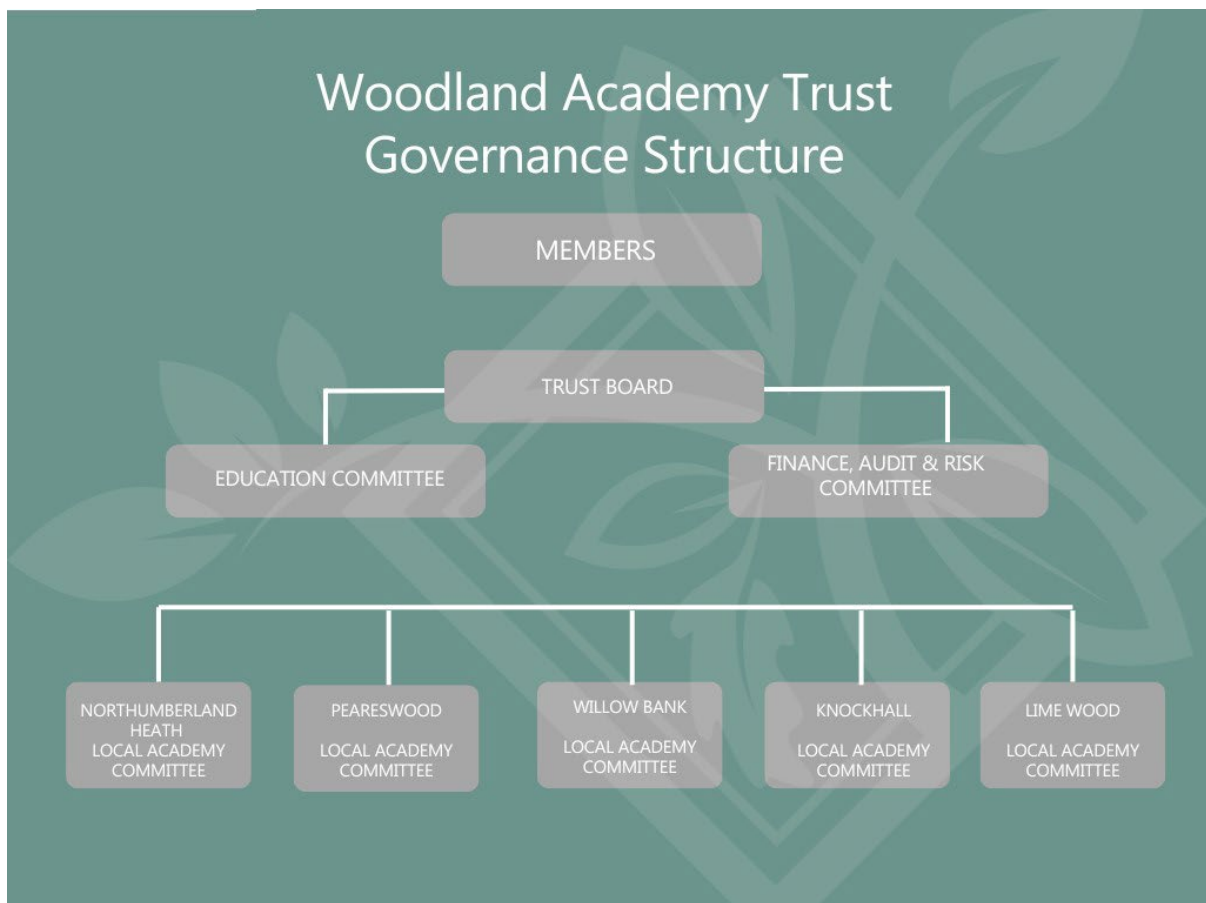 Woodland Academy Trust
Governance Structure
MEMBERS
TRUST BOARD
EDUCATION COMMITTEE
FINANCE, AUDIT & RISK
COMMITTEE
NORTHUMBERLAND
HEATH
LOCAL ACADEMY
COMMITTEE
PEARESWOOD
LOCAL ACADEMY
COMMITTEE
WILLOW BANK
LOCAL ACADEMY
COMMITTEE
KNOCKHALL
LOCAL ACADEMY
COMMITTEE
LIME WOOD
LOCAL ACADEMY
COMMITTEE